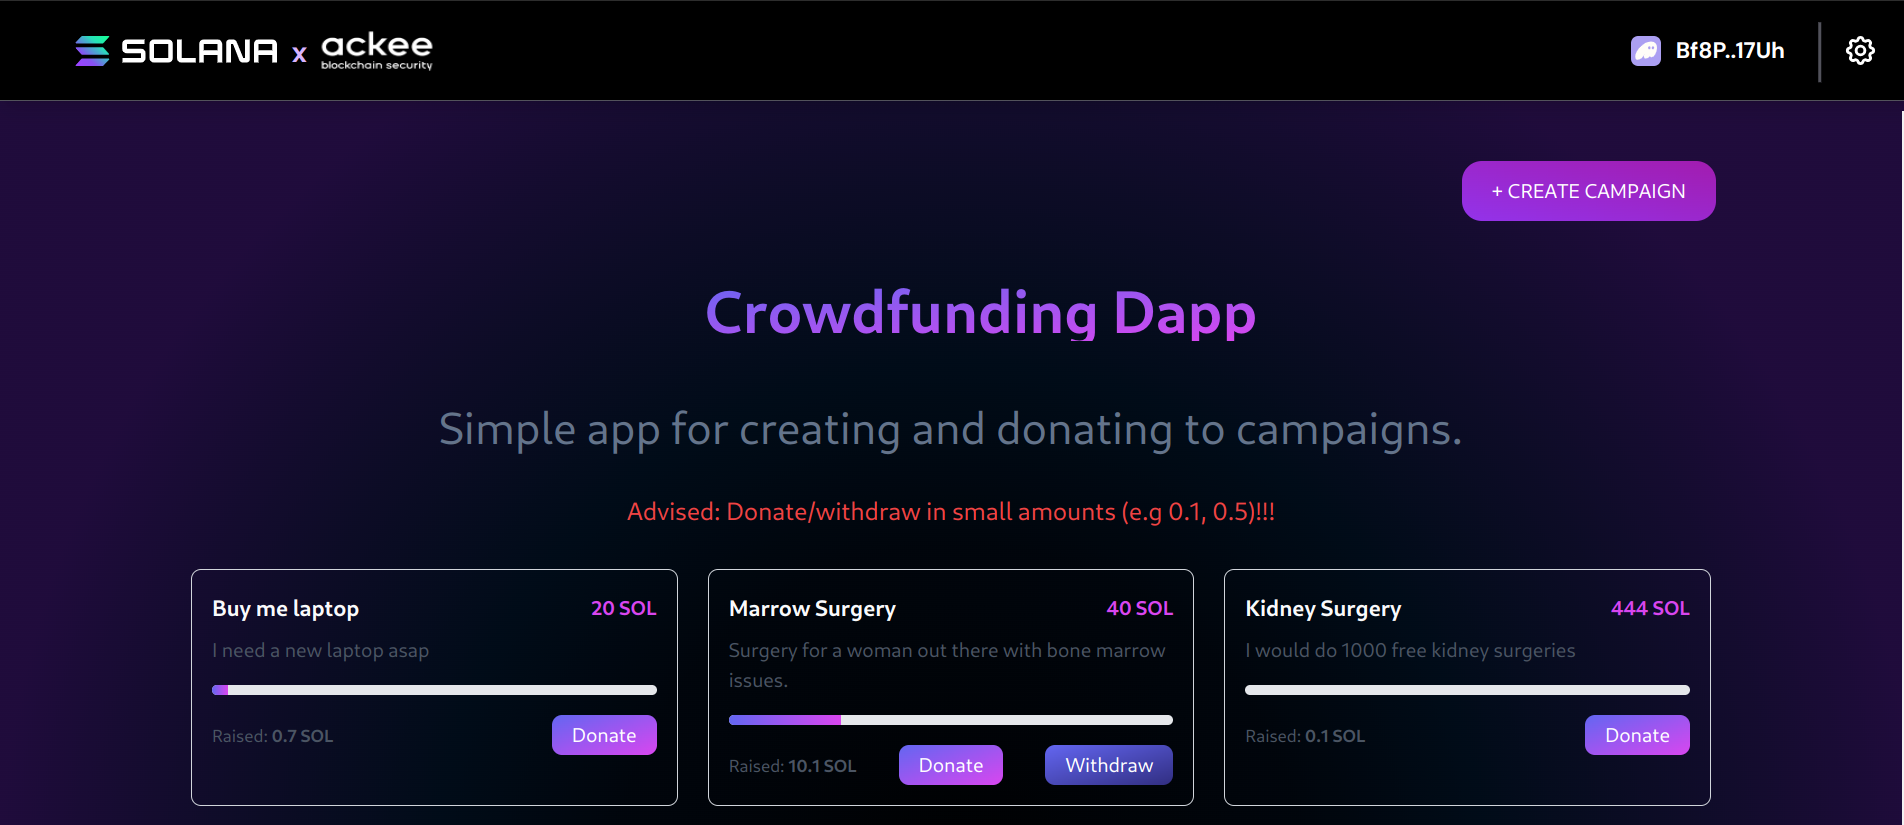 SOLANA x ackee
blockchain security
Bf8P..17Uh
+ CREATE CAMPAIGN
Crowdfunding Dapp
Simple app for creating and donating to campaigns.
Advised: Donate/withdraw in small amounts (e.g 0.1, 0.5)!!!
Buy me laptop 20 SOL
I need a new laptop asap
Raised: 0.7 SOL Donate
Marrow Surgery 40 SOL
Surgery for a woman out there with bone marrow
issues.
Raised: 10.1 SOL Donate Withdraw
Kidney Surgery 444 SOL
I would do 1000 free kidney surgeries
Raised: 0.1 SOL Donate